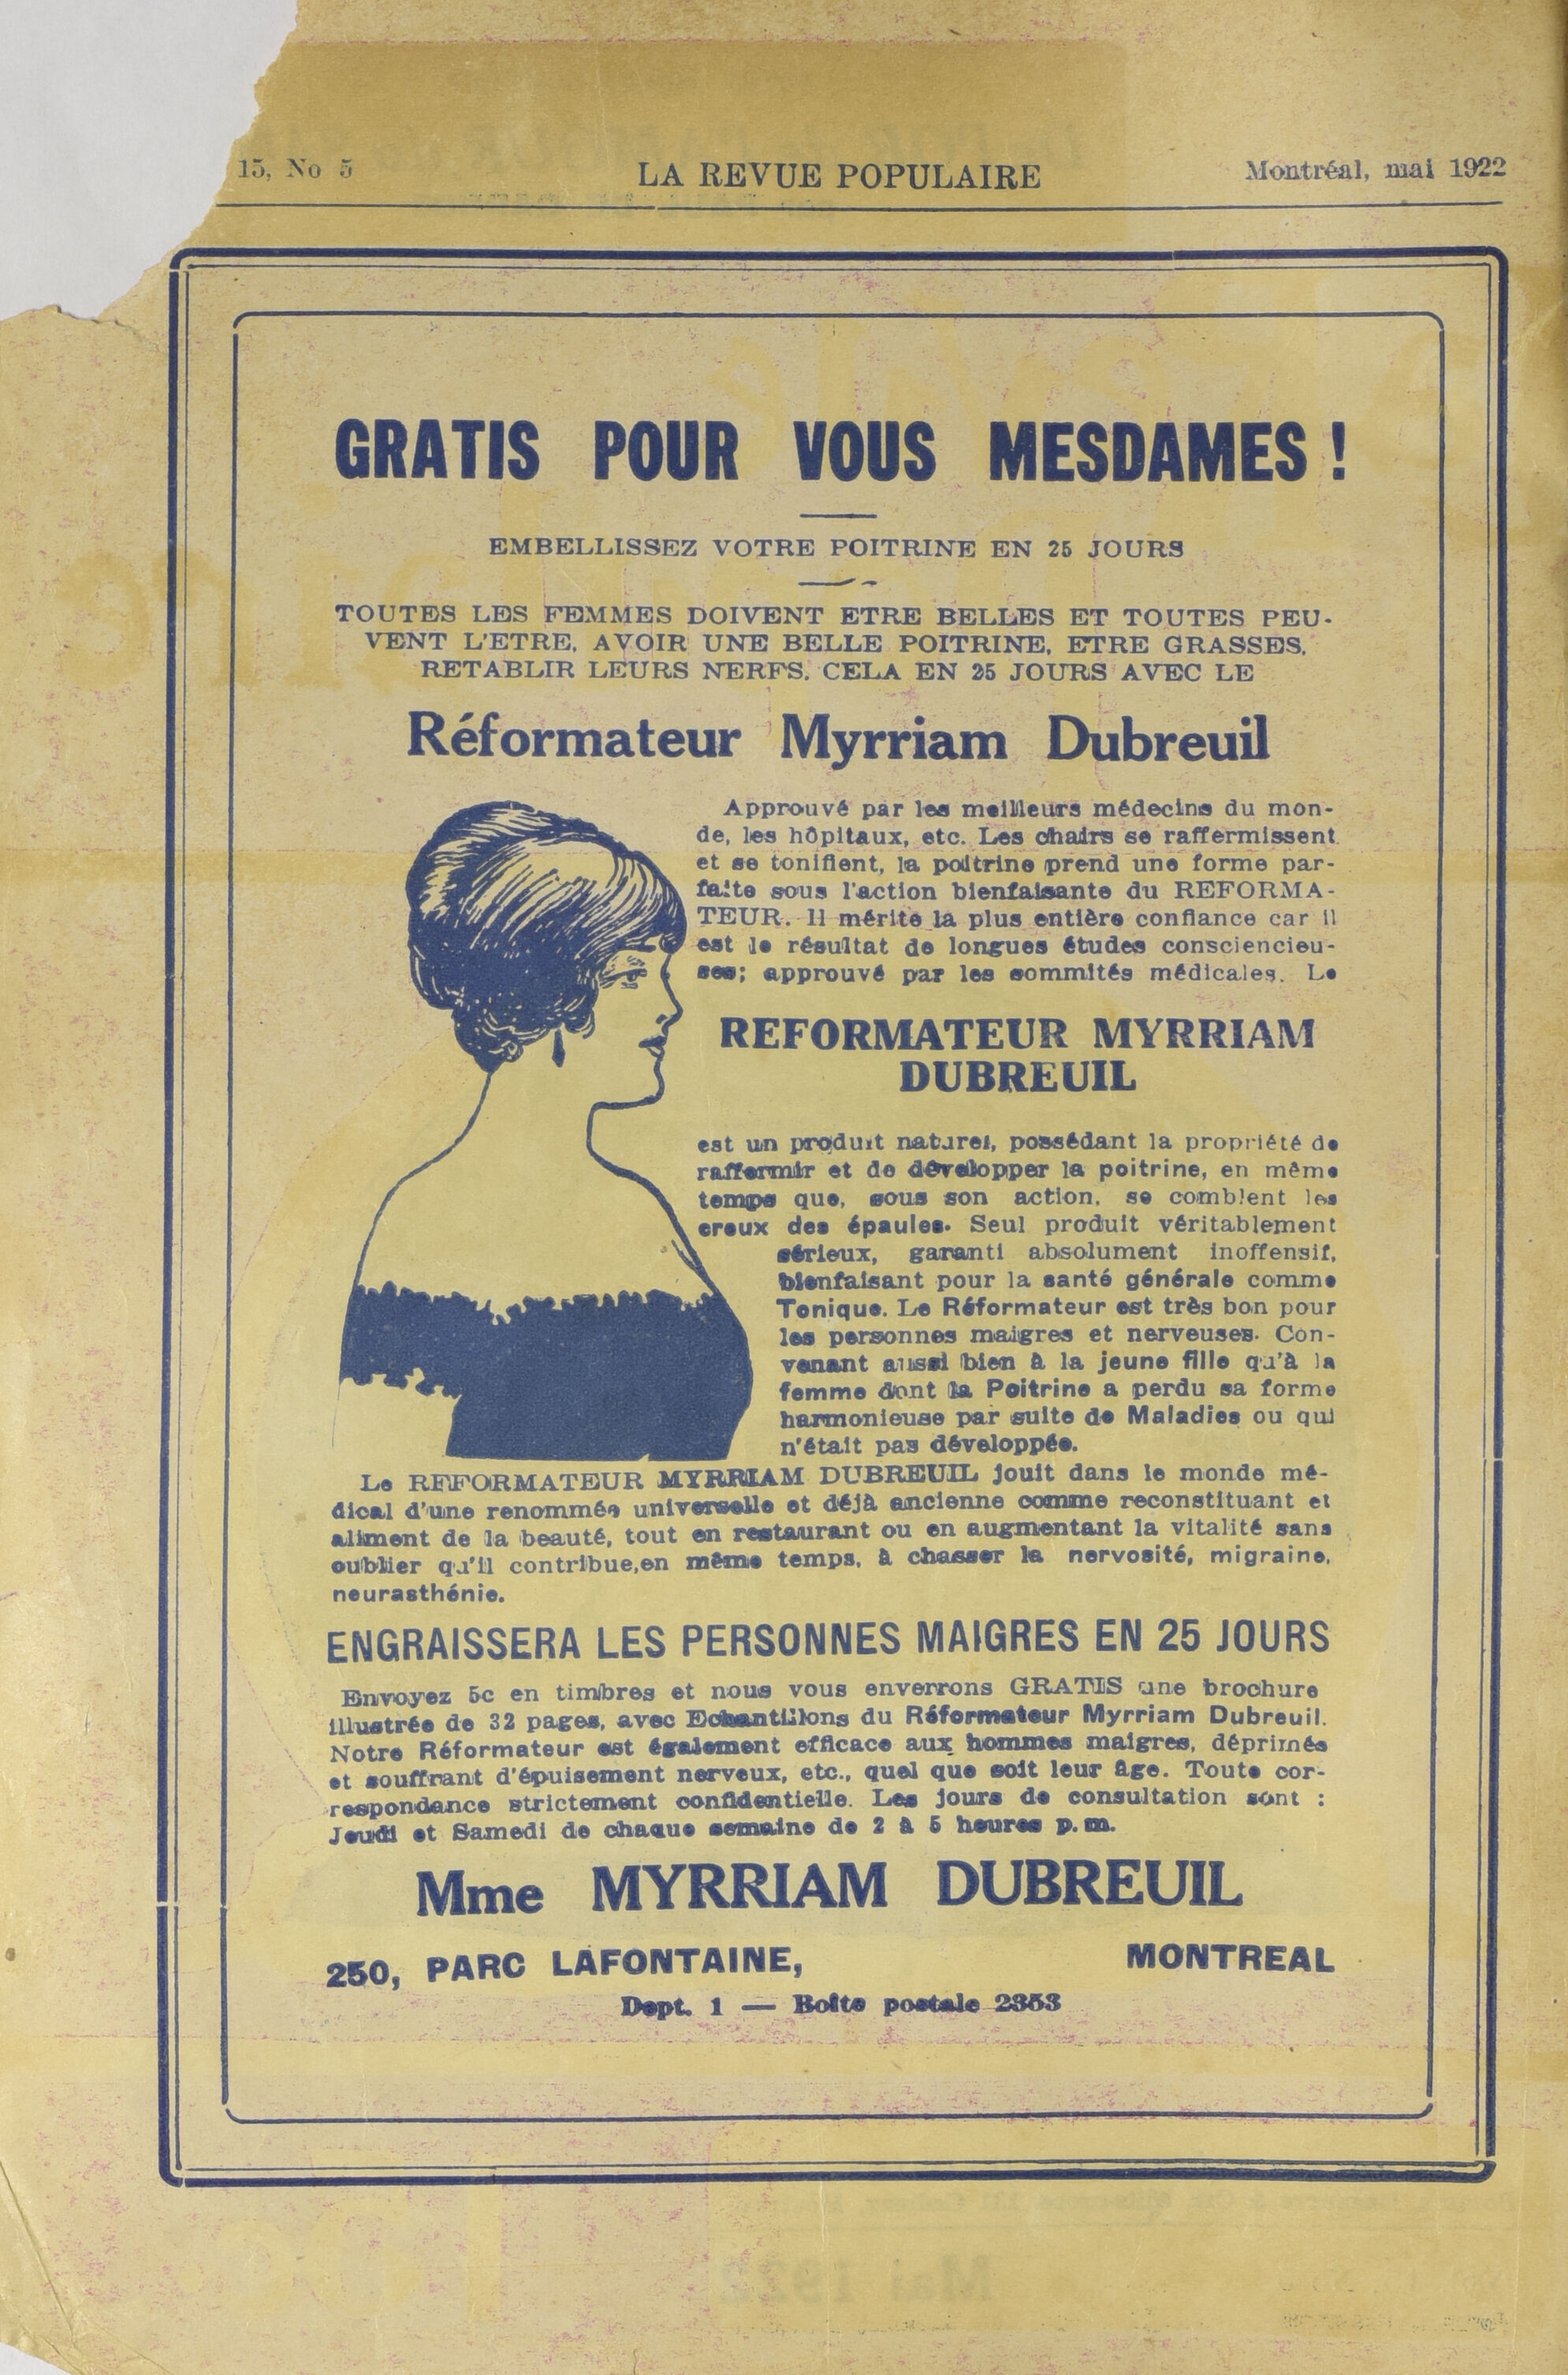 15, No 5
LA REVUE POPULAIRE
Montréal, mai 1922
GRATIS POUR VOUS MESDAMES !
EMBELLISSEZ VOTRE POITRINE EN 25 JOURS
TOUTES LES FEMMES DOIVENT ETRE BELLES ET TOUTES PEU-
VENT L'ETRE, AVOIR UNE BELLE POITRINE, ETRE GRASSES,
RETABLIR LEURS NERFS. CELA EN 25 JOURS AVEC LE
Réformateur Myrriam Dubreuil
Approuvé par les meilleurs médecins du mon-
de, les hôpitaux, etc. Les chairs se raffermissent
et se tonifient, la poitrine prend une forme par-
faite sous l'action bienfaisante du REFORMA-
TEUR. Il mérite la plus entière confiance car il
est le résultat de longues études consciencieu-
ses; approuvé par les sommités médicales. Le
REFORMATEUR MYRRIAM
DUBREUIL
est un produit naturel, possédant la propriété de
raffermir et de développer la poitrine, en même
temps que, sous son action, se comblent les
creux des épaules. Seul produit véritablement
sérieux, garanti absolument inoffensif,
bienfaisant pour la santé générale comme
Tonique. Le Réformateur est très bon pour
les personnes maigres et nerveuses. Con-
venant aussi bien à la jeune fille qu'à la
femme dont la Poitrine a perdu sa forme
harmonieuse par suite de Maladies ou qui
n'était pas développée.
Le REFORMATEUR MYRRIAM DUBREUIL jouit dans le monde mé-
dical d'une renommée universelle et déjà ancienne comme reconstituant et
aliment de la beauté, tout en restaurant ou en augmentant la vitalité sans
oublier qu'il contribue,en même temps, à chasser la nervosité, migraine,
neurasthénie.
ENGRAISSERA LES PERSONNES MAIGRES EN 25 JOURS
Envoyez 5c en timbres et nous vous enverrons GRATIS une brochure
illustrée de 32 pages, avec Echantillons du Réformateur Myrriam Dubreuil.
Notre Réformateur est également efficace aux hommes maigres, déprimés
et souffrant d'épuisement nerveux, etc., quel que soit leur âge. Toute cor-
respondance strictement confidentielle. Les jours de consultation sont :
Jeudi et Samedi de chaque semaine de 2 à 5 heures p. m.
Mme MYRRIAM DUBREUIL
250, PARC LAFONTAINE, MONTREAL
Dept. 1 — Boîte postale 2353